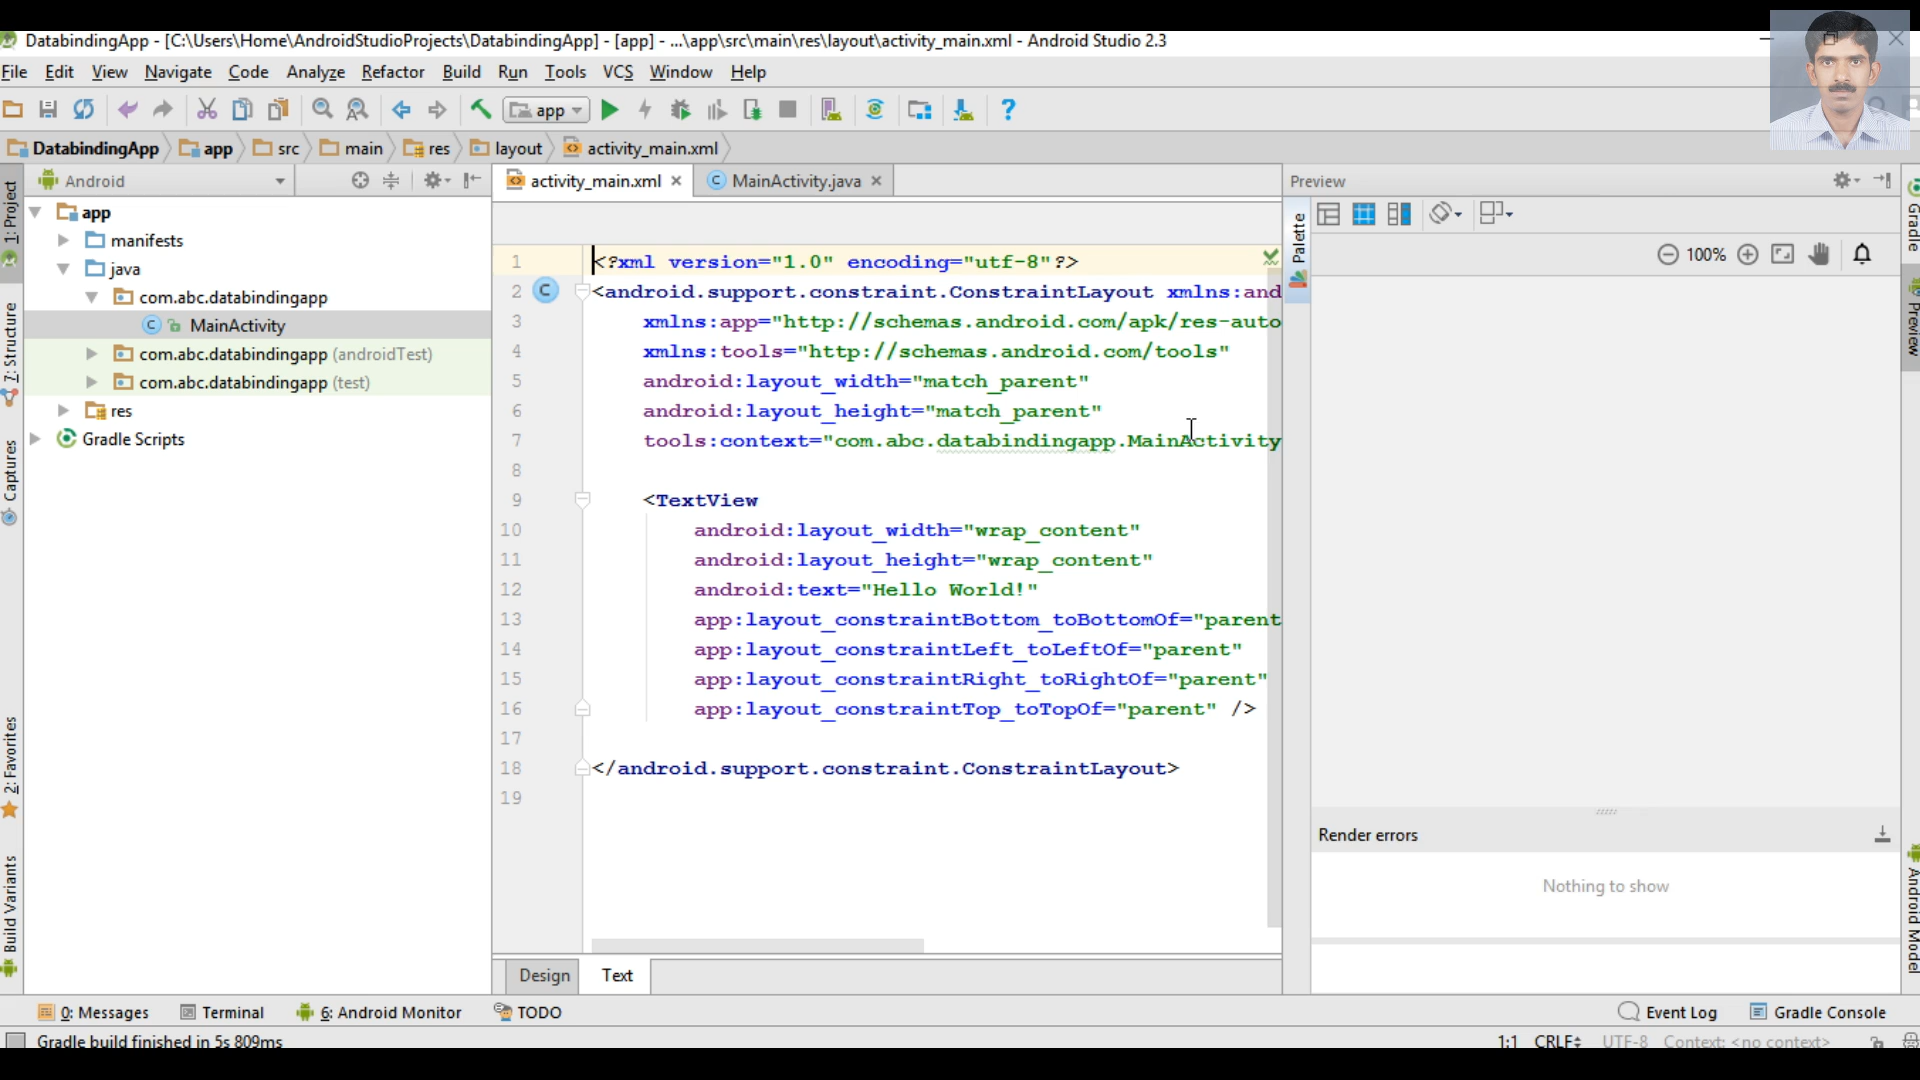 DatabindingApp - [C:\Users\Home\AndroidStudioProjects\DatabindingApp] - [app] - ...\app\src\main\res\layout\activity_main.xml - Android Studio 2.3
File Edit View Navigate Code Analyze Refactor Build Run Tools VCS Window Help
app
DatabindingApp app src main res layout activity_main.xml
Android
activity_main.xml MainActivity.java
Preview
1: Project
7: Structure
Captures
2: Favorites
Build Variants
app
manifests
java
com.abc.databindingapp
MainActivity
com.abc.databindingapp (androidTest)
com.abc.databindingapp (test)
res
Gradle Scripts
1 <?xml version="1.0" encoding="utf-8"?>
2 <android.support.constraint.ConstraintLayout xmlns:and
3 xmlns:app="http://schemas.android.com/apk/res-auto
4 xmlns:tools="http://schemas.android.com/tools"
5 android:layout_width="match_parent"
6 android:layout_height="match_parent"
7 tools:context="com.abc.databindingapp.MainActivity
8
9 <TextView
10 android:layout_width="wrap_content"
11 android:layout_height="wrap_content"
12 android:text="Hello World!"
13 app:layout_constraintBottom_toBottomOf="parent
14 app:layout_constraintLeft_toLeftOf="parent"
15 app:layout_constraintRight_toRightOf="parent"
16 app:layout_constraintTop_toTopOf="parent" />
17
18 </android.support.constraint.ConstraintLayout>
19
Design Text
Palette
100%
Render errors
Nothing to show
Gradle
Preview
Android Model
0: Messages Terminal 6: Android Monitor TODO Event Log Gradle Console
Gradle build finished in 5s 809ms 1:1 CRLF UTF-8 Context: <no context>